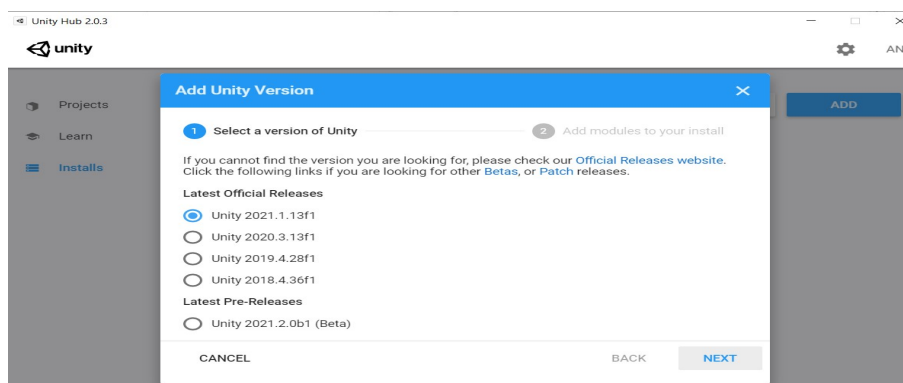 Unity Hub 2.0.3
unity
AN
Projects
Learn
Installs
ADD
Add Unity Version
1 Select a version of Unity
2 Add modules to your install
If you cannot find the version you are looking for, please check our Official Releases website.
Click the following links if you are looking for other Betas, or Patch releases.
Latest Official Releases
Unity 2021.1.13f1
Unity 2020.3.13f1
Unity 2019.4.28f1
Unity 2018.4.36f1
Latest Pre-Releases
Unity 2021.2.0b1 (Beta)
CANCEL
BACK
NEXT